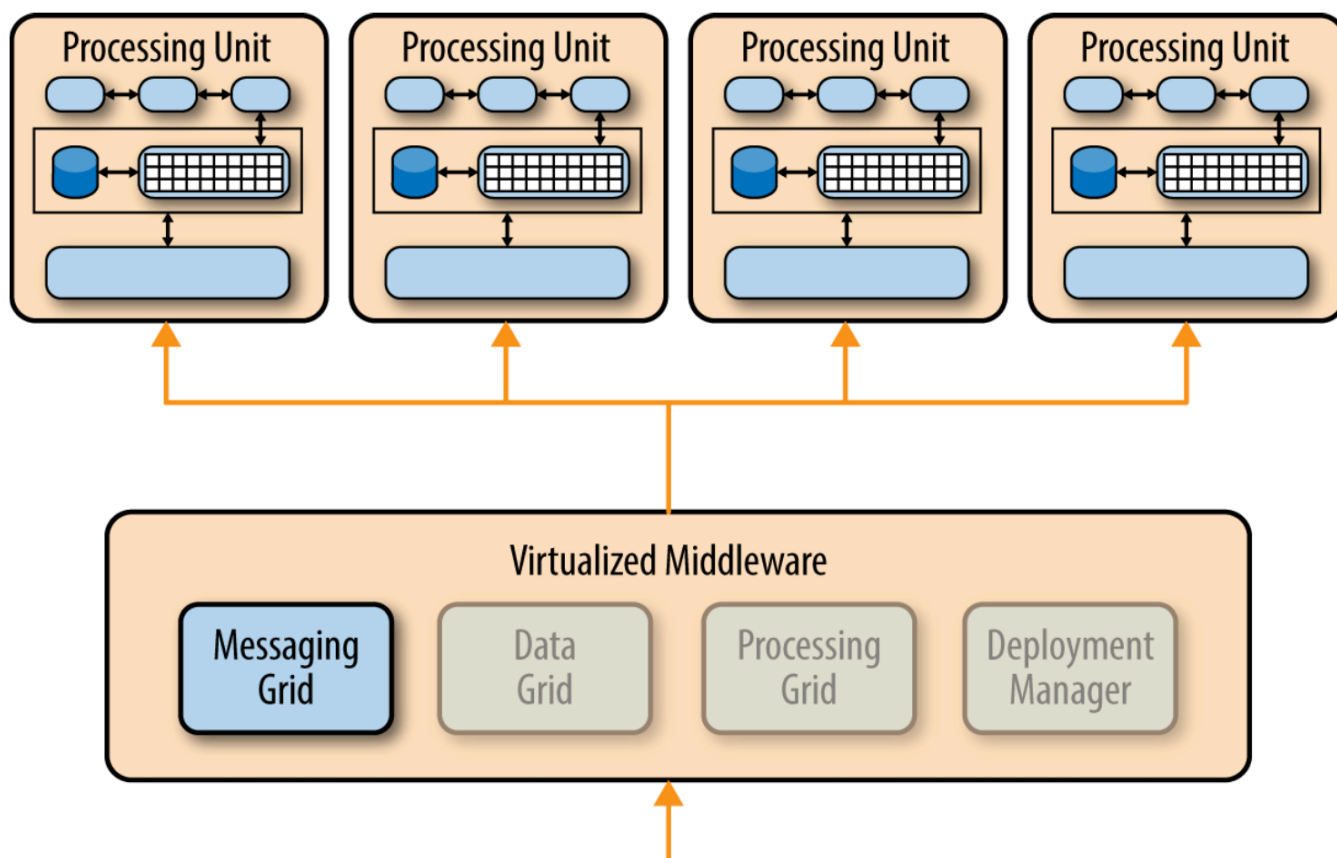 Processing Unit
Processing Unit
Processing Unit
Processing Unit
Virtualized Middleware
Messaging
Grid
Data
Grid
Processing
Grid
Deployment
Manager